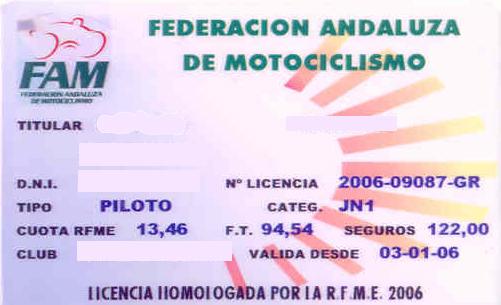 FEDERACION ANDALUZA
DE MOTOCICLISMO
FAM
FEDERACION ANDALUZA
DE MOTOCICLISMO
TITULAR
D.N.I. Nº LICENCIA 2006-09087-GR
TIPO PILOTO CATEG. JN1
CUOTA RFME 13,46 F.T. 94,54 SEGUROS 122,00
CLUB VALIDA DESDE 03-01-06
LICENCIA HOMOLOGADA POR LA R.F.M.E. 2006